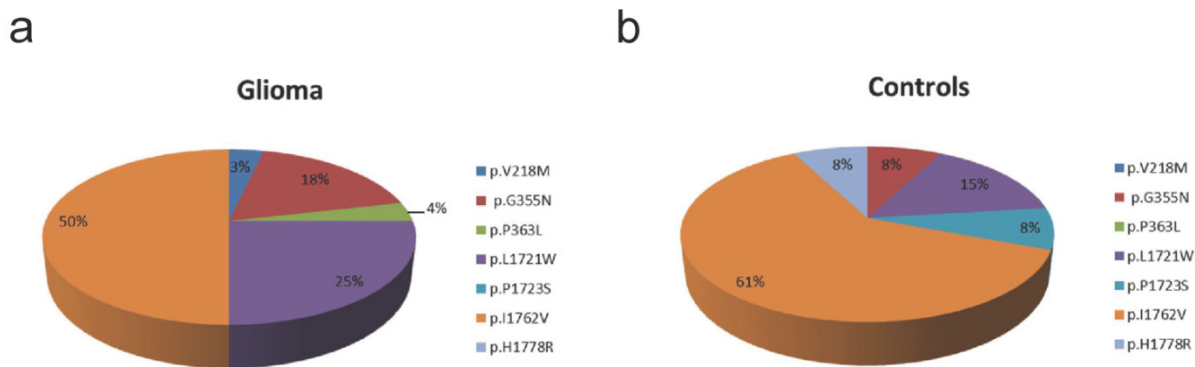 a
Glioma
3%
18%
4%
25%
50%
p.V218M
p.G355N
p.P363L
p.L1721W
p.P1723S
p.I1762V
p.H1778R
b
Controls
8%
8%
15%
8%
61%
p.V218M
p.G355N
p.P363L
p.L1721W
p.P1723S
p.I1762V
p.H1778R